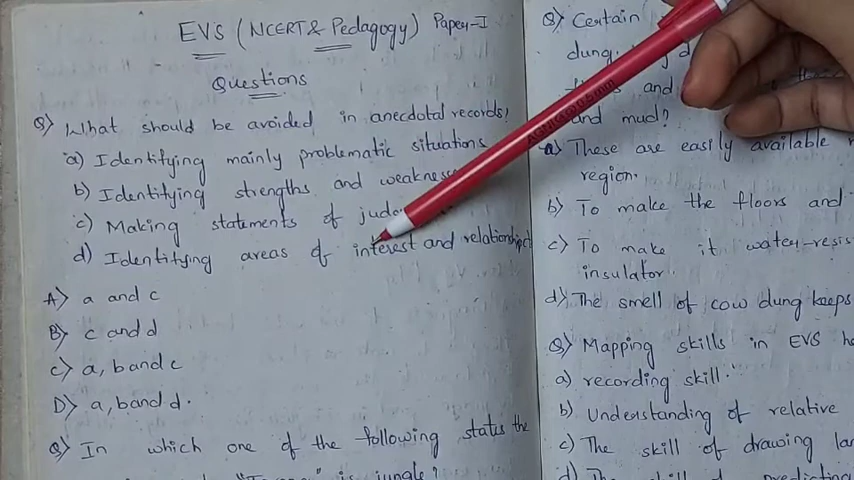 EVS (NCERT & Pedagogy) Paper-I
Questions
Q) What should be avoided in anecdotal records?
a) Identifying mainly problematic situations
b) Identifying strengths and weakness
c) Making statements of
d) Identifying areas of interest and relationship
A) a and c
B) c and d
C) a, b and c
D) a, b and d.
Q) In which one of the following states the
is jungle?
Q) Certain
dung.
and
and mud?
a) These are easily available
region.
b) To make the floors and
c) To make it water-resis
insulator.
d) The smell of cow dung keeps
Q) Mapping skills in EVS
a) recording skill.
b) Understanding of relative
c) The skill of drawing
d) The skill